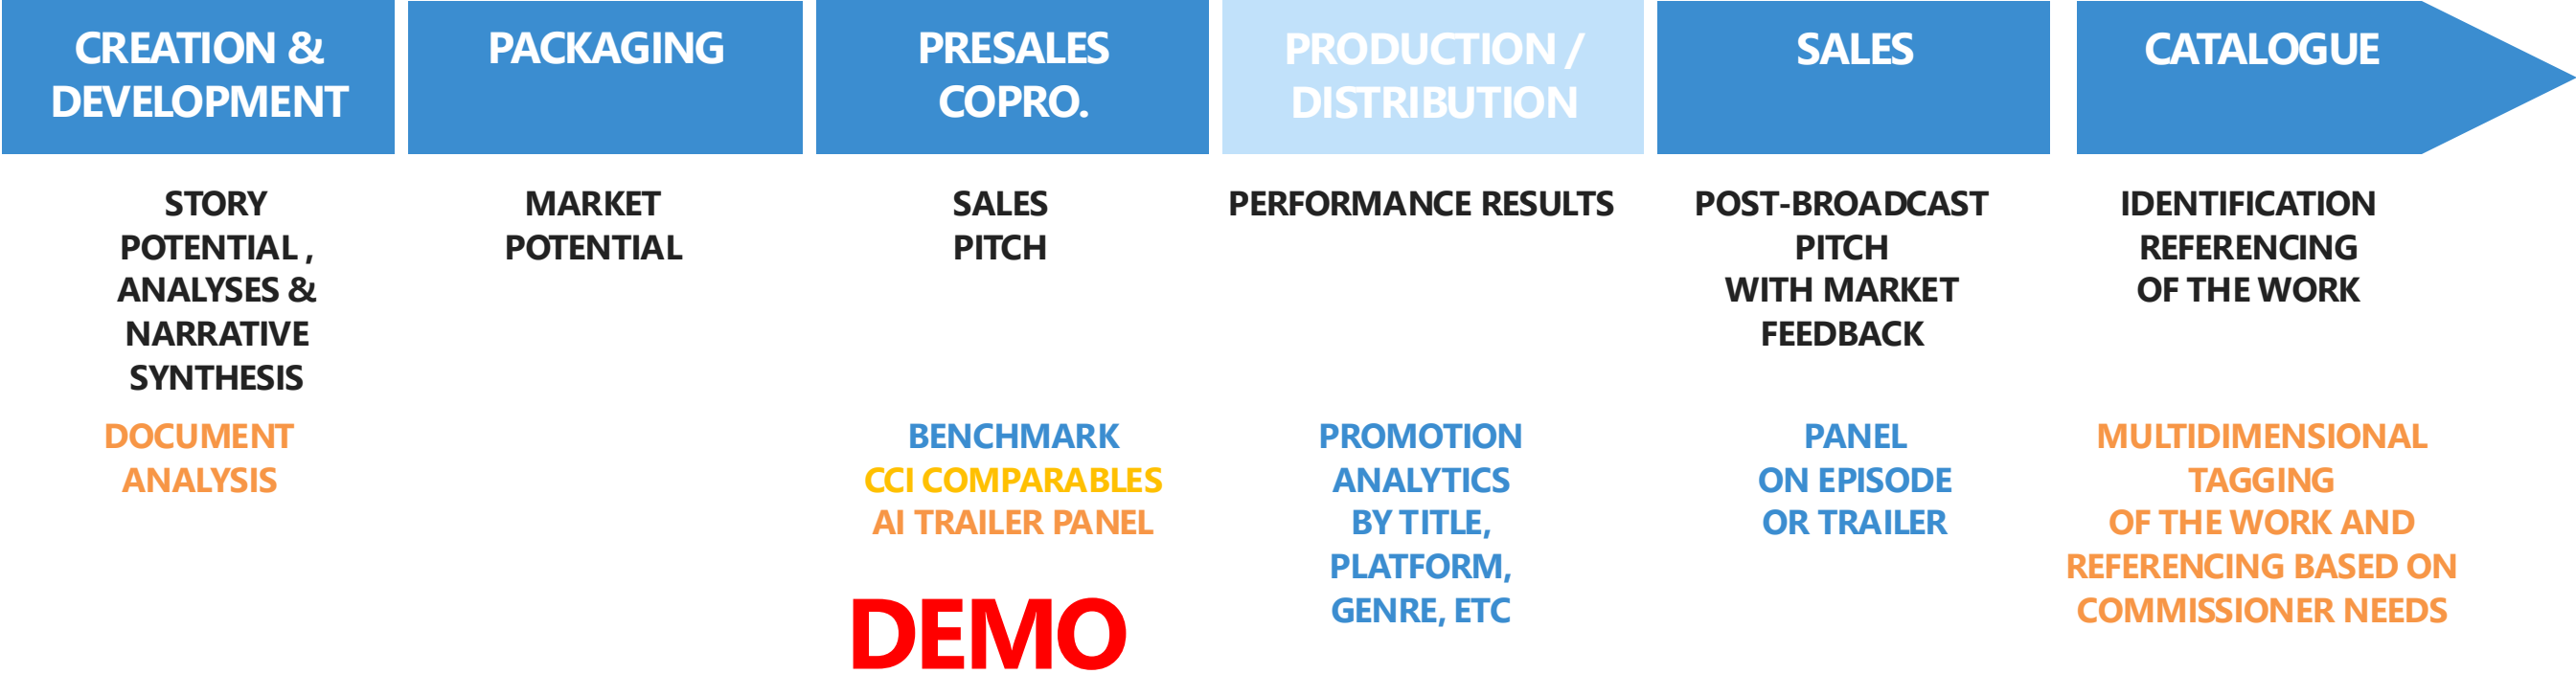 CREATION &
DEVELOPMENT
PACKAGING
PRESALES
COPRO.
PRODUCTION /
DISTRIBUTION
SALES
CATALOGUE
STORY
POTENTIAL ,
ANALYSES &
NARRATIVE
SYNTHESIS
MARKET
POTENTIAL
SALES
PITCH
PERFORMANCE RESULTS
POST-BROADCAST
PITCH
WITH MARKET
FEEDBACK
IDENTIFICATION
REFERENCING
OF THE WORK
DOCUMENT
ANALYSIS
BENCHMARK
CCI COMPARABLES
AI TRAILER PANEL
PROMOTION
ANALYTICS
BY TITLE,
PLATFORM,
GENRE, ETC
PANEL
ON EPISODE
OR TRAILER
MULTIDIMENSIONAL
TAGGING
OF THE WORK AND
REFERENCING BASED ON
COMMISSIONER NEEDS
DEMO